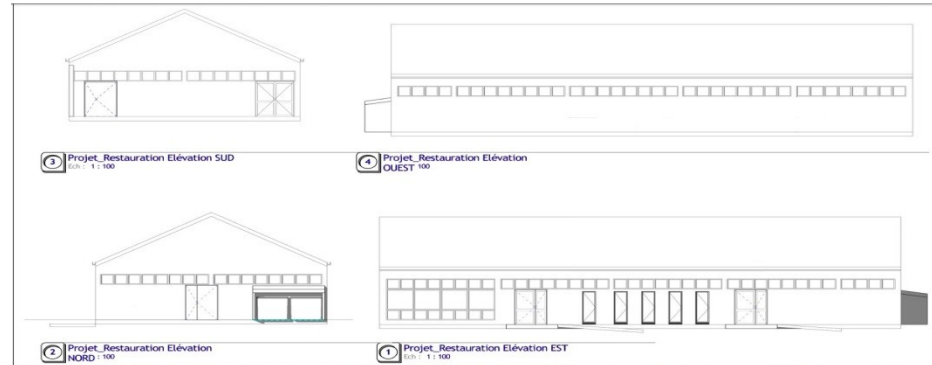 3 Projet_Restauration Elévation SUD
Ech : 1 : 100
4 Projet_Restauration Elévation
OUEST 100
2 Projet_Restauration Elévation
NORD : 100
1 Projet_Restauration Elévation EST
Ech : 1 : 100